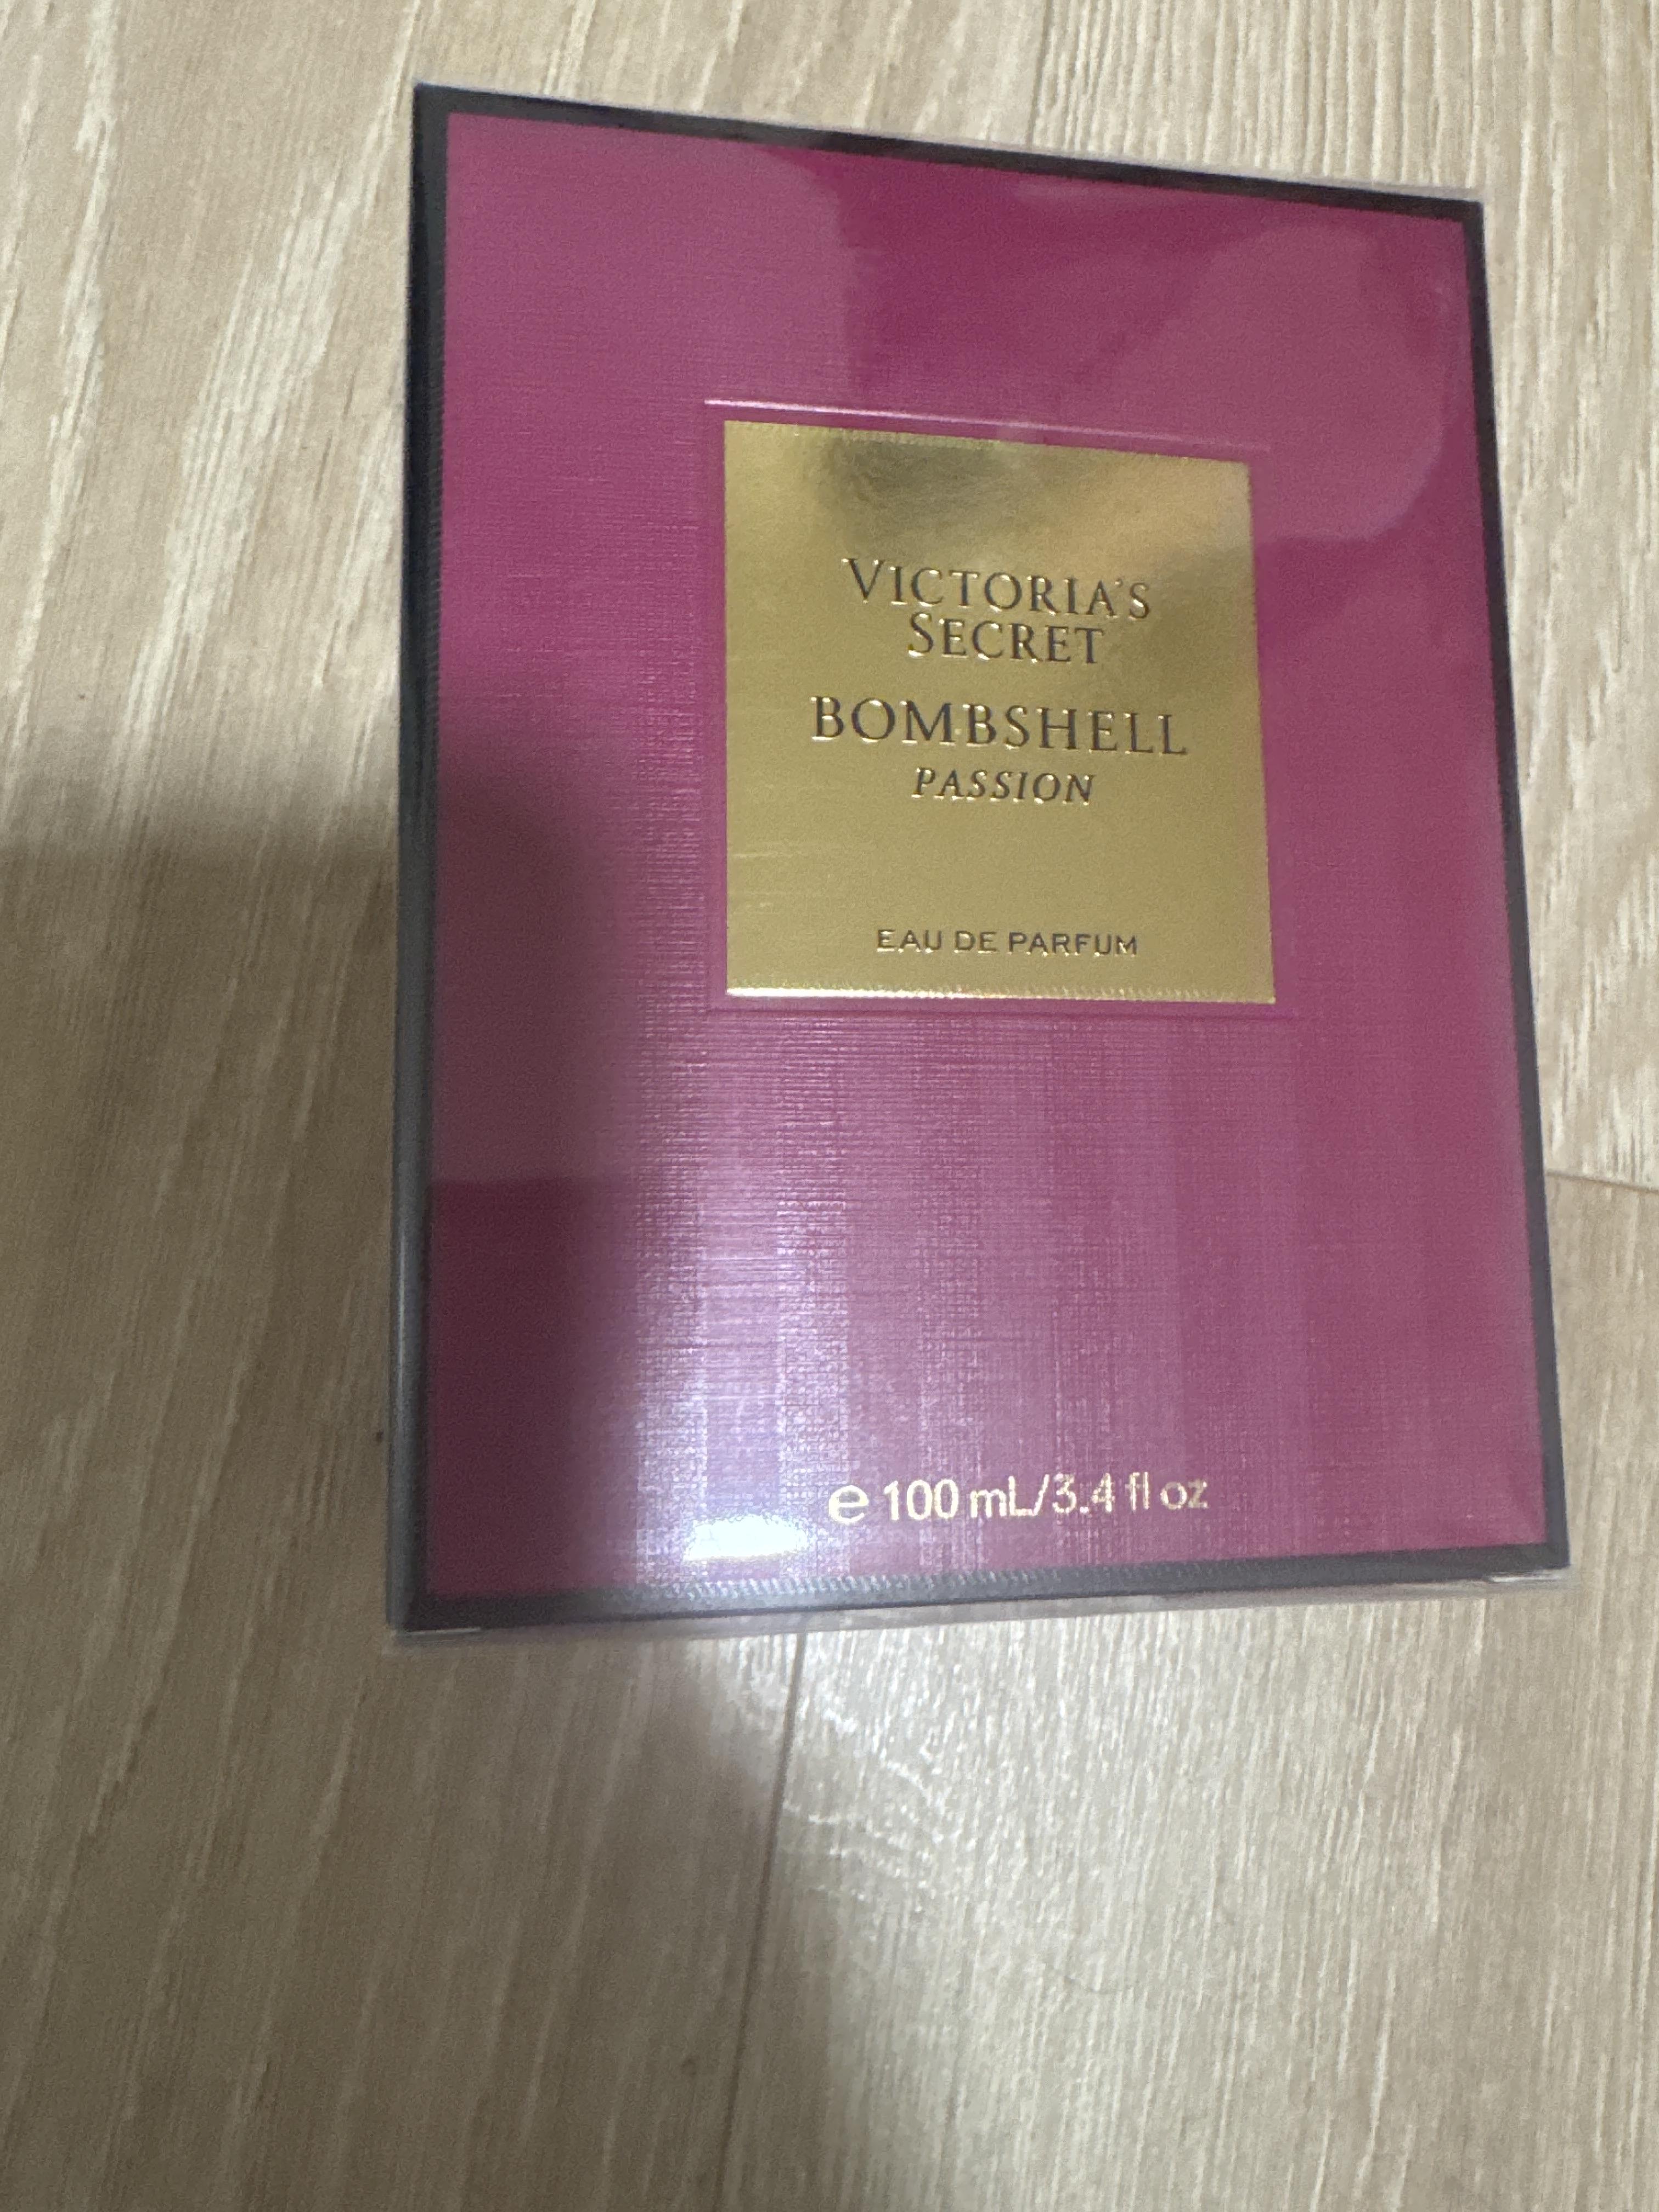 VICTORIA'S
SECRET
BOMBSHELL
PASSION
EAU DE PARFUM
℮ 100 mL/3.4 fl oz